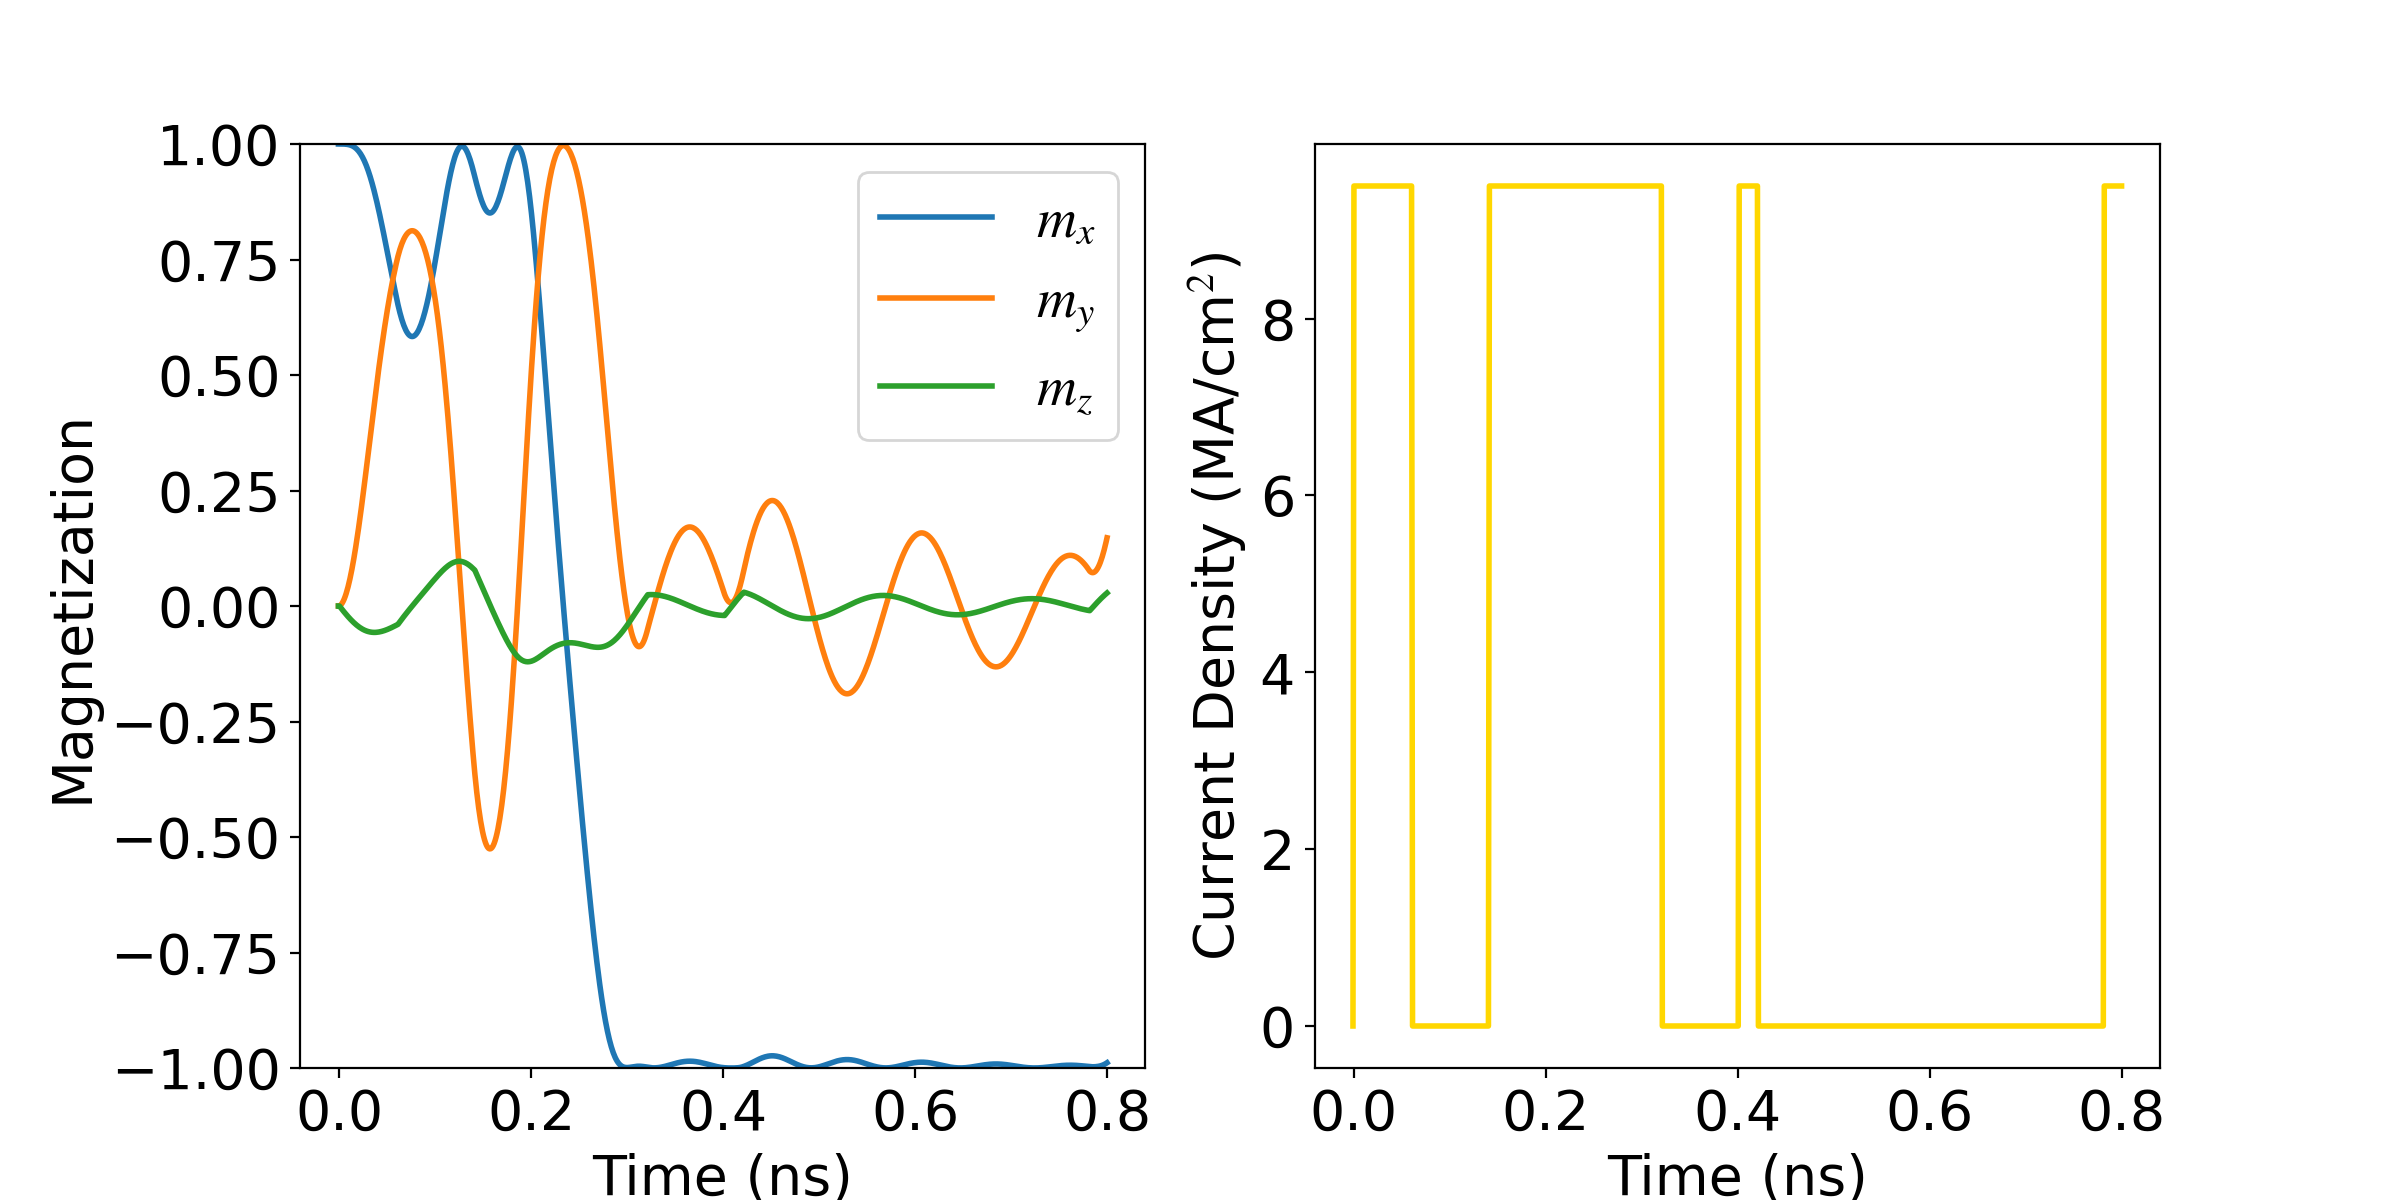 1.00
0.75
0.50
0.25
0.00
−0.25
−0.50
−0.75
−1.00
Magnetization
0.0 0.2 0.4 0.6 0.8
Time (ns)
mₓ
m_y
m_z
8
6
4
2
0
Current Density (MA/cm²)
0.0 0.2 0.4 0.6 0.8
Time (ns)